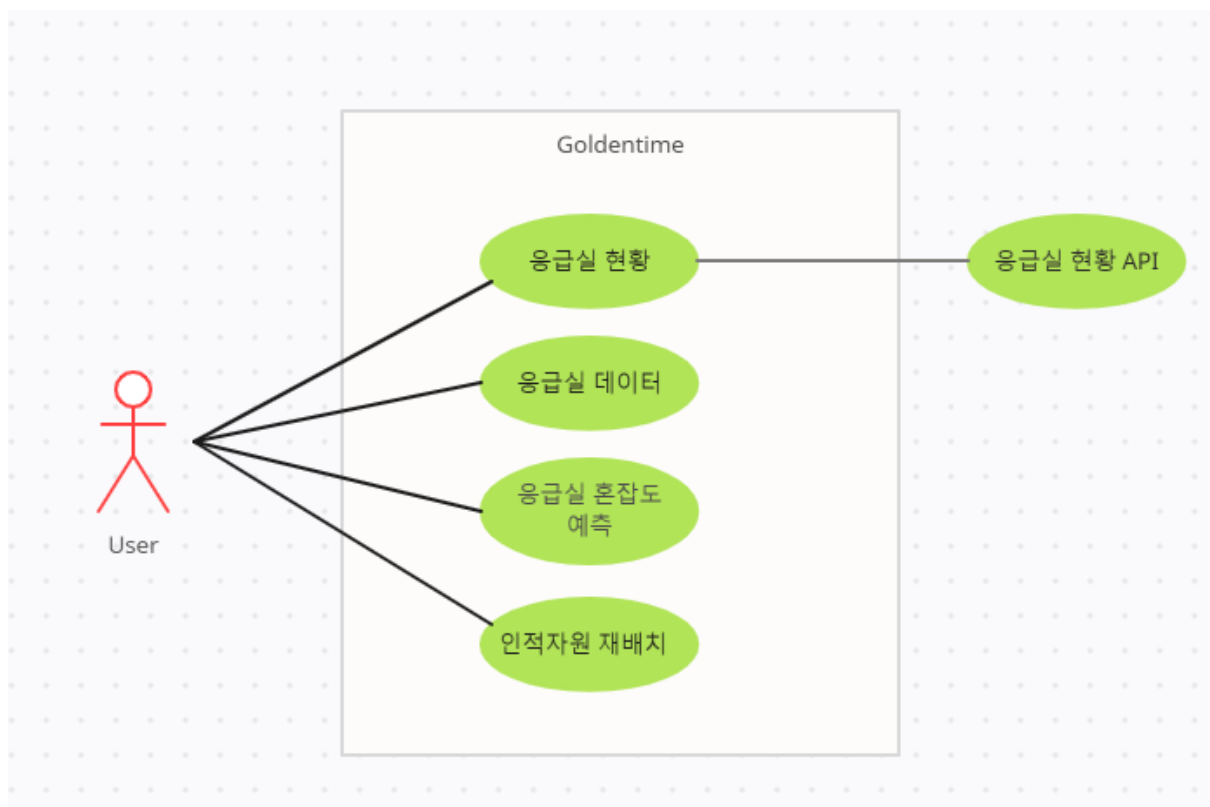 Goldentime
응급실 현황
응급실 현황 API
응급실 데이터
응급실 혼잡도
예측
인적자원 재배치
User